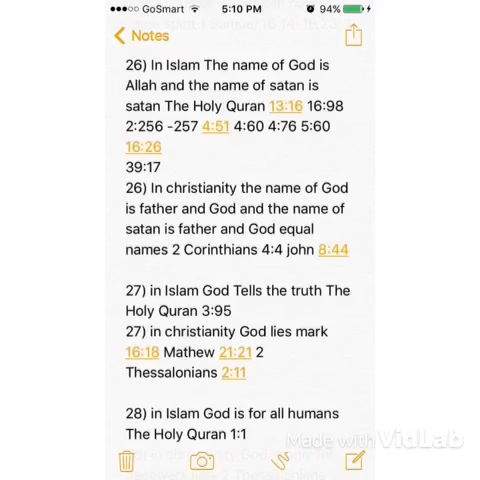 GoSmart 5:10 PM 94%
Notes
26) In Islam The name of God is
Allah and the name of satan is
satan The Holy Quran 13:16 16:98
2:256 -257 4:51 4:60 4:76 5:60
16:26
39:17
26) In christianity the name of God
is father and God and the name of
satan is father and God equal
names 2 Corinthians 4:4 john 8:44
27) in Islam God Tells the truth The
Holy Quran 3:95
27) in christianity God lies mark
16:18 Mathew 21:21 2
Thessalonians 2:11
28) in Islam God is for all humans
The Holy Quran 1:1
Made with VidLab